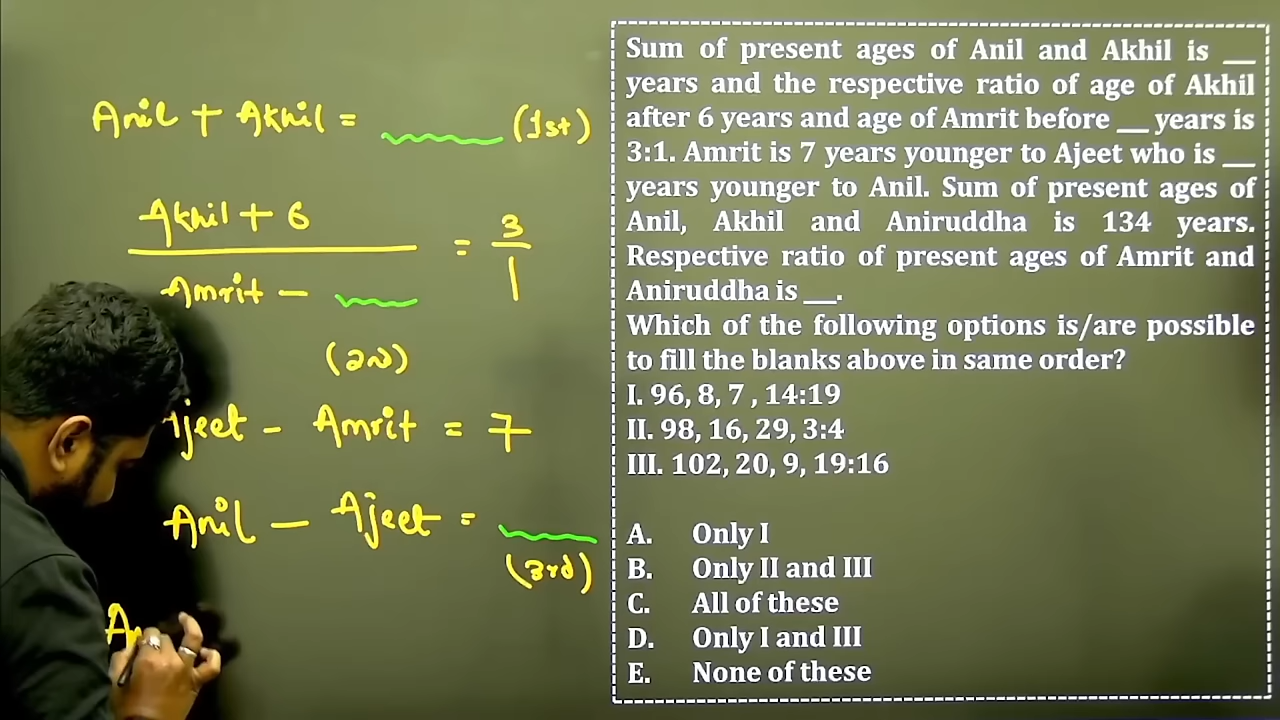 Anil + Akhil = (1st)
Akhil + 6
Amrit -
= 3
1
(2nd)
Ajeet - Amrit = 7
Anil - Ajeet =
(3rd)
An
Sum of present ages of Anil and Akhil is __
years and the respective ratio of age of Akhil
after 6 years and age of Amrit before __ years is
3:1. Amrit is 7 years younger to Ajeet who is __
years younger to Anil. Sum of present ages of
Anil, Akhil and Aniruddha is 134 years.
Respective ratio of present ages of Amrit and
Aniruddha is __.
Which of the following options is/are possible
to fill the blanks above in same order?
I. 96, 8, 7 , 14:19
II. 98, 16, 29, 3:4
III. 102, 20, 9, 19:16
A. Only I
B. Only II and III
C. All of these
D. Only I and III
E. None of these